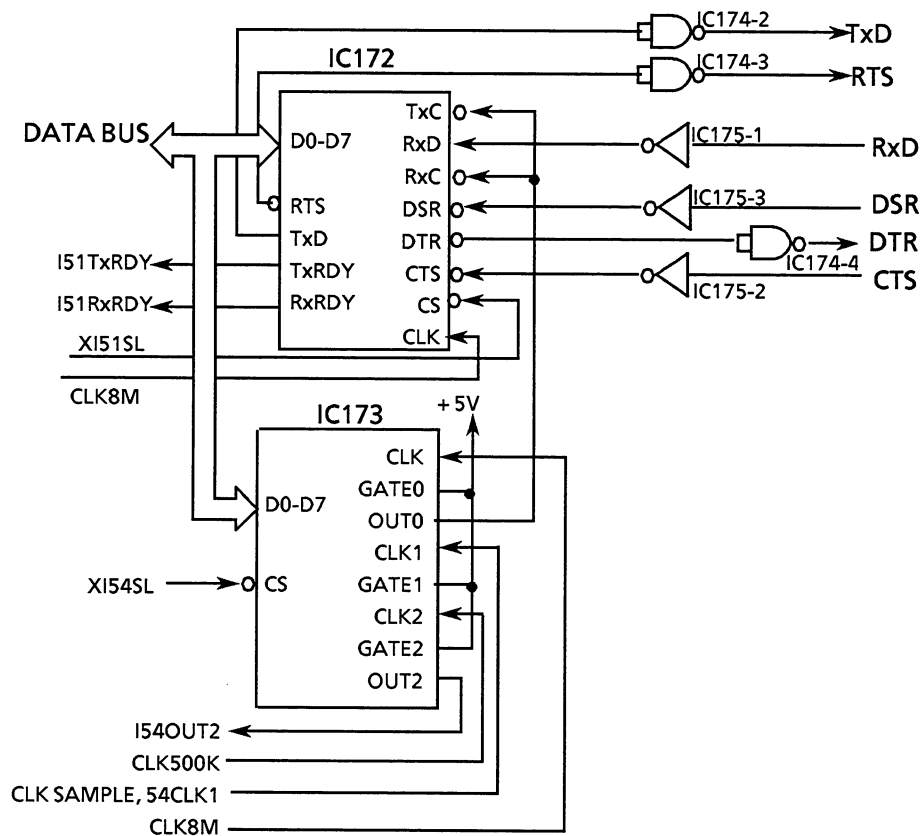 IC174-2
TxD
IC174-3
RTS
IC172
DATA BUS
D0-D7
TxC
RxD
IC175-1
RxD
RxC
RTS
DSR
IC175-3
DSR
TxD
DTR
DTR
IC174-4
I51TxRDY
TxRDY
CTS
IC175-2
CTS
I51RxRDY
RxRDY
CS
XI51SL
CLK
CLK8M
+5V
IC173
CLK
GATE0
D0-D7
OUT0
CLK1
XI54SL
CS
GATE1
CLK2
GATE2
OUT2
I54OUT2
CLK500K
CLK SAMPLE, 54CLK1
CLK8M